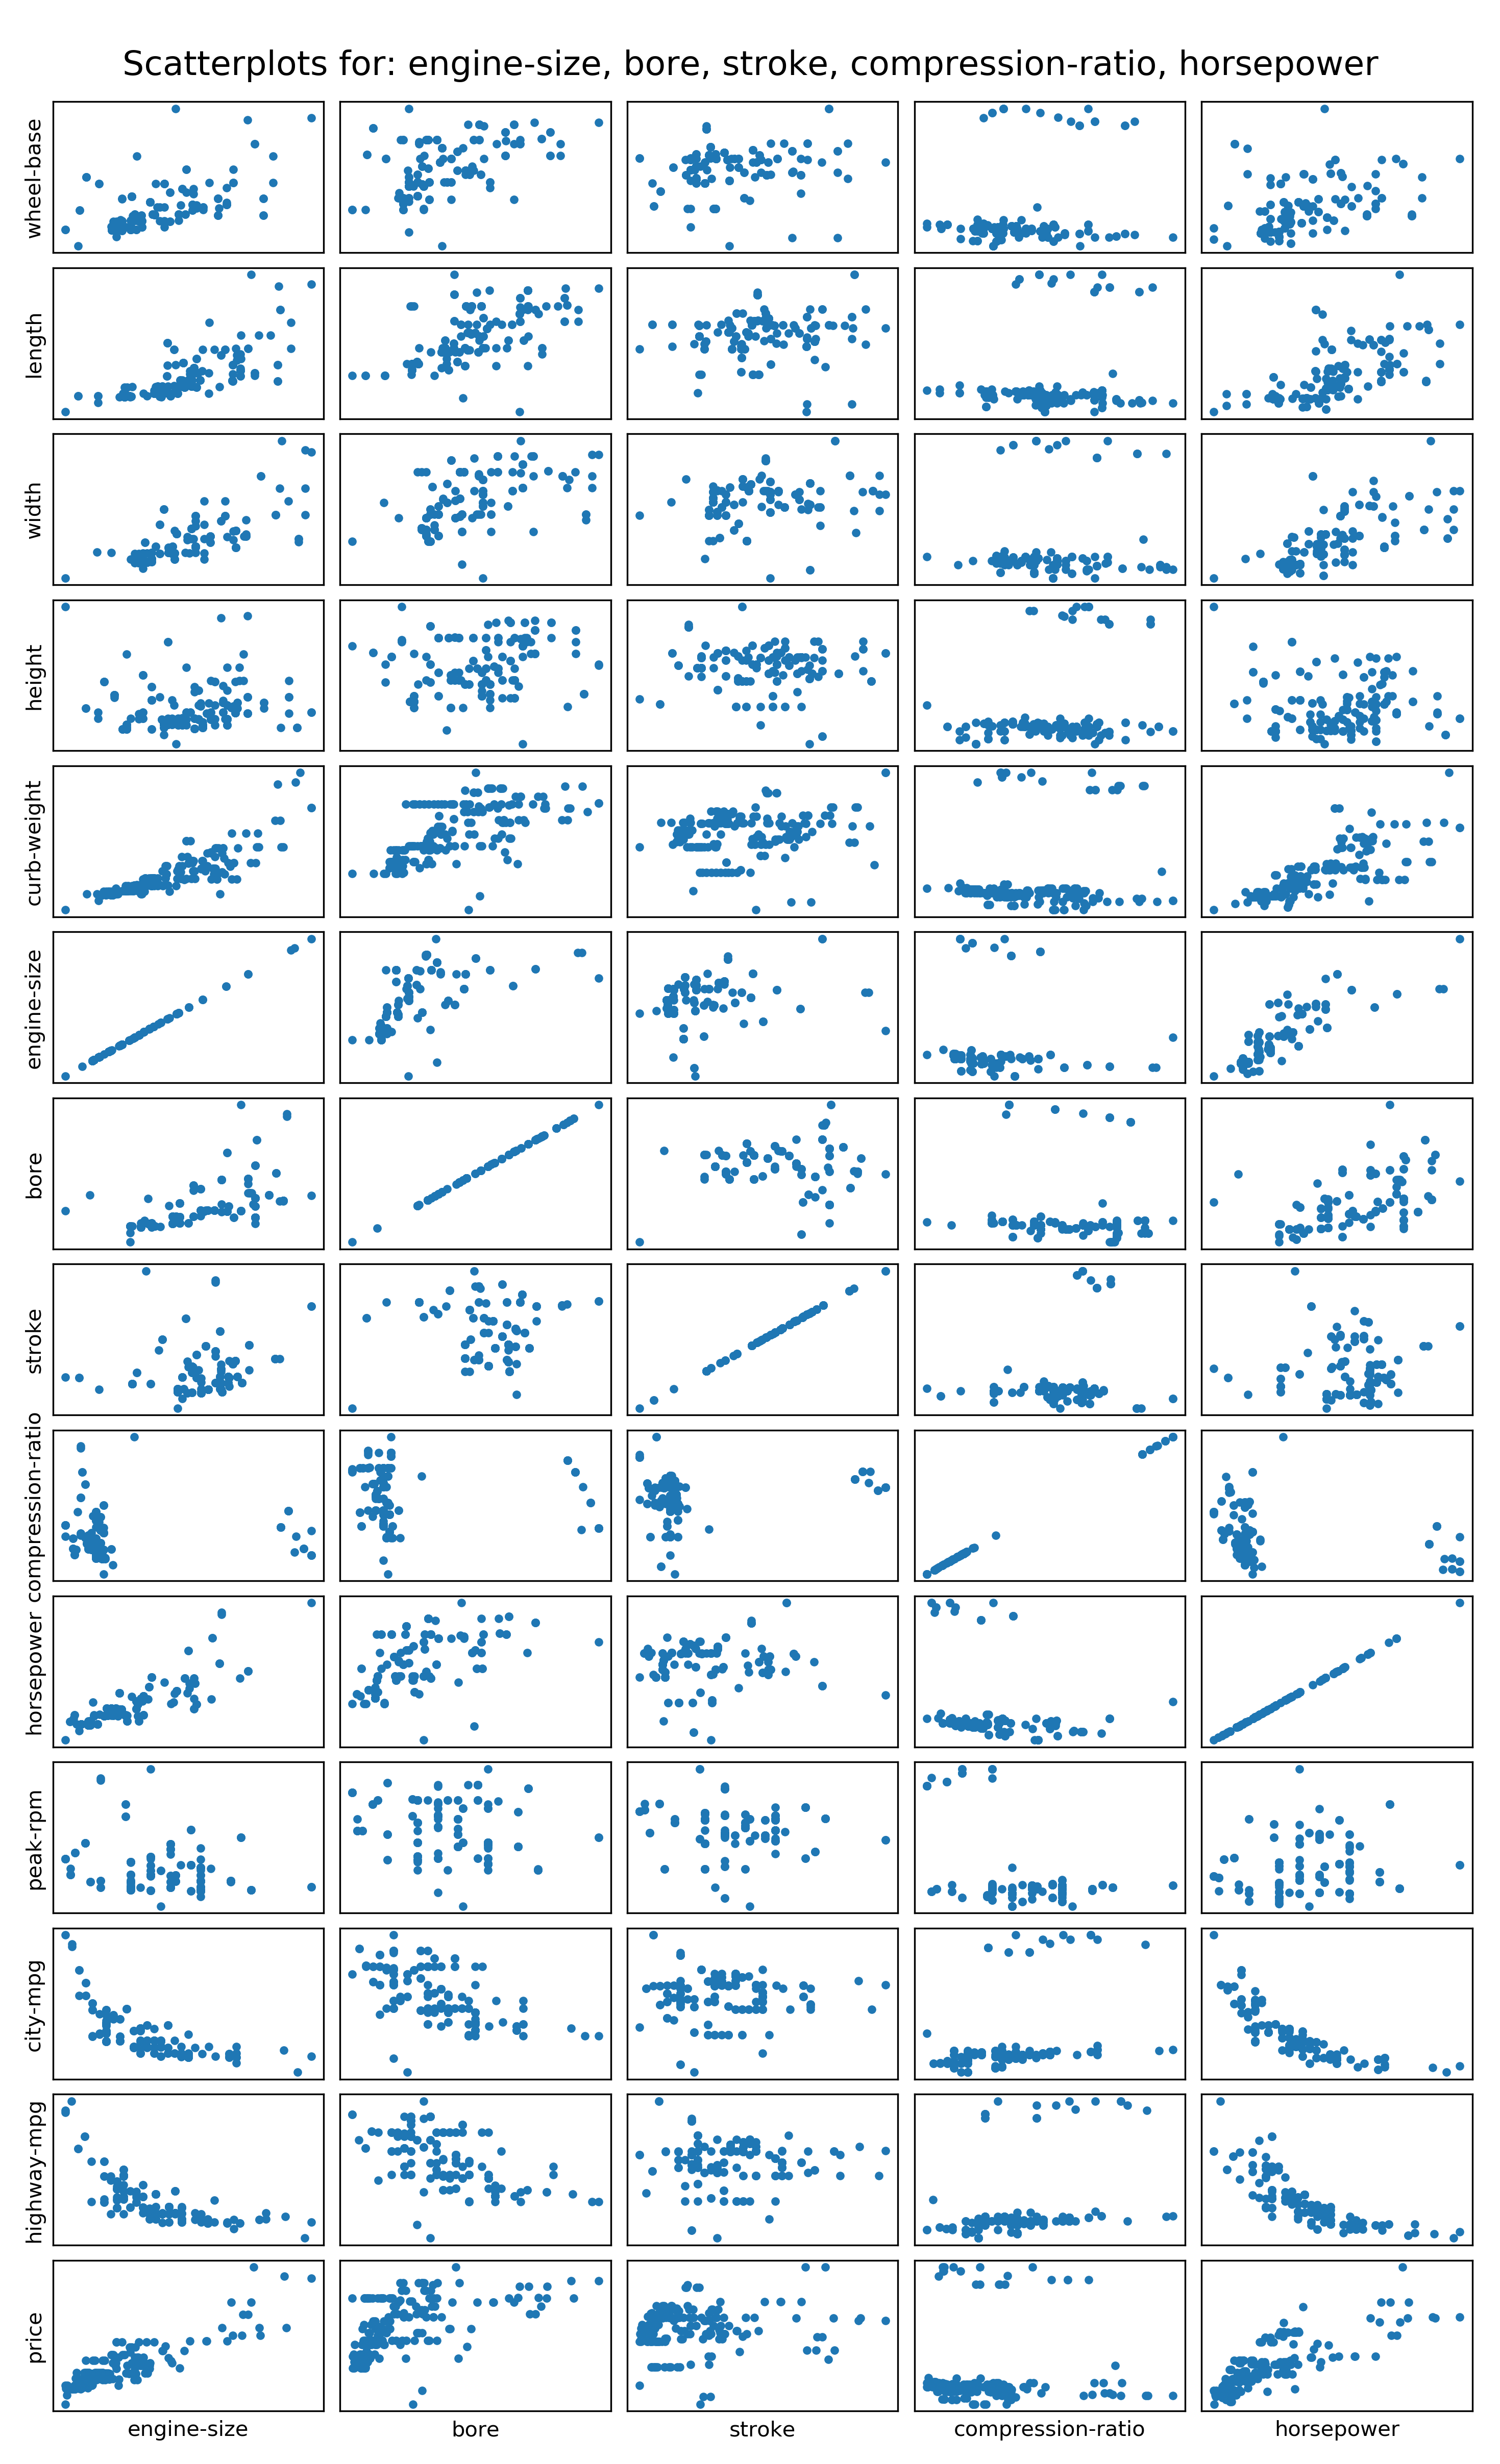 Scatterplots for: engine-size, bore, stroke, compression-ratio, horsepower
wheel-base
length
width
height
curb-weight
engine-size
bore
stroke
compression-ratio
horsepower
peak-rpm
city-mpg
highway-mpg
price
engine-size bore stroke compression-ratio horsepower